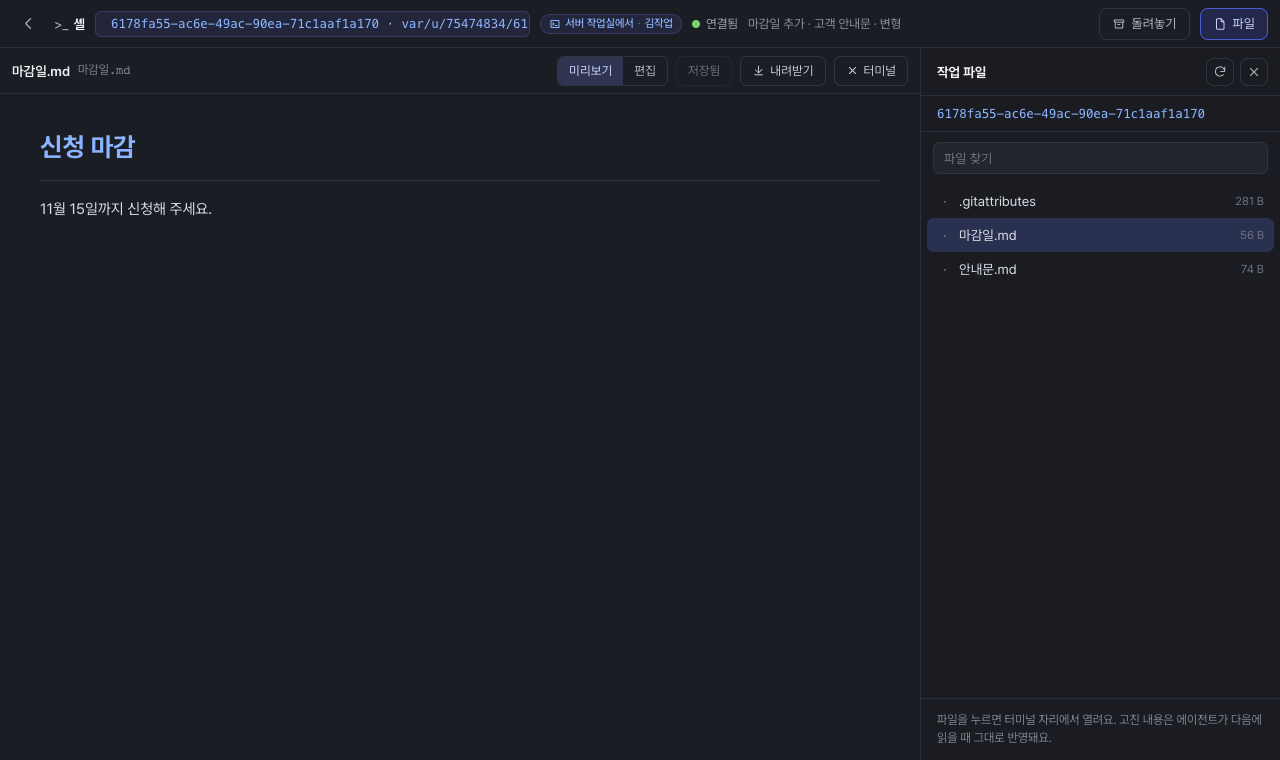 >_ 셸
6178fa55-ac6e-49ac-90ea-71c1aaf1a170 · var/u/75474834/61
서버 작업실에서 · 김작업
연결됨
마감일 추가 · 고객 안내문 · 변형
돌려놓기
파일
마감일.md 마감일.md
미리보기
편집
저장됨
내려받기
터미널
신청 마감
11월 15일까지 신청해 주세요.
작업 파일
6178fa55-ac6e-49ac-90ea-71c1aaf1a170
파일 찾기
· .gitattributes 281 B
· 마감일.md 56 B
· 안내문.md 74 B
파일을 누르면 터미널 자리에서 열려요. 고친 내용은 에이전트가 다음에
읽을 때 그대로 반영돼요.